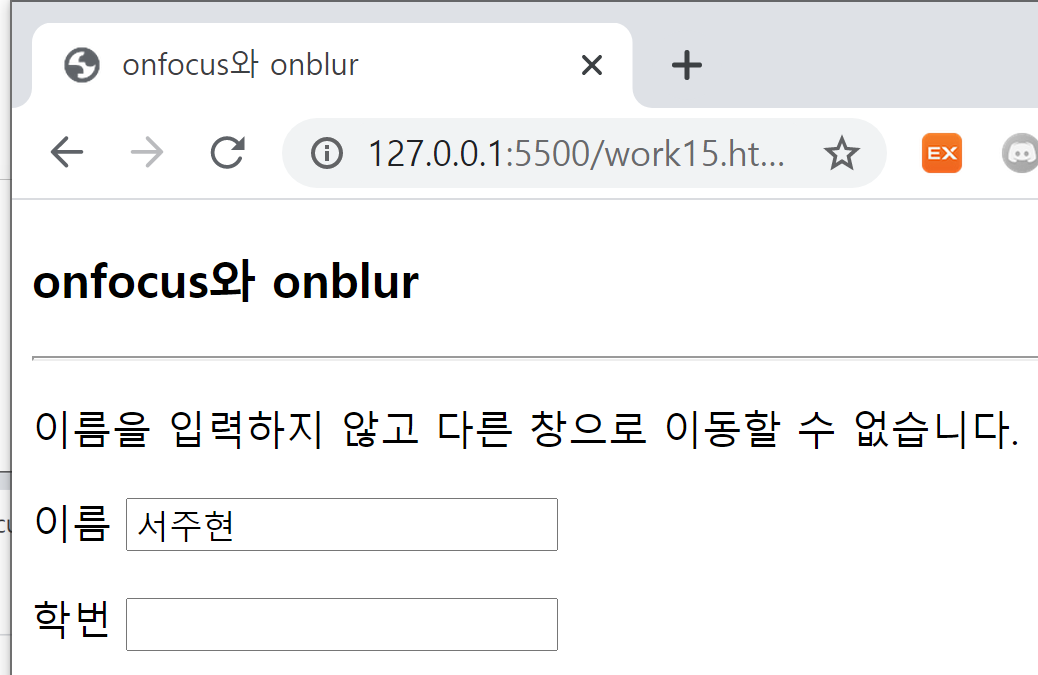 onfocus와 onblur
127.0.0.1:5500/work15.ht...
EX
onfocus와 onblur
이름을 입력하지 않고 다른 창으로 이동할 수 없습니다.
이름 서주현
학번